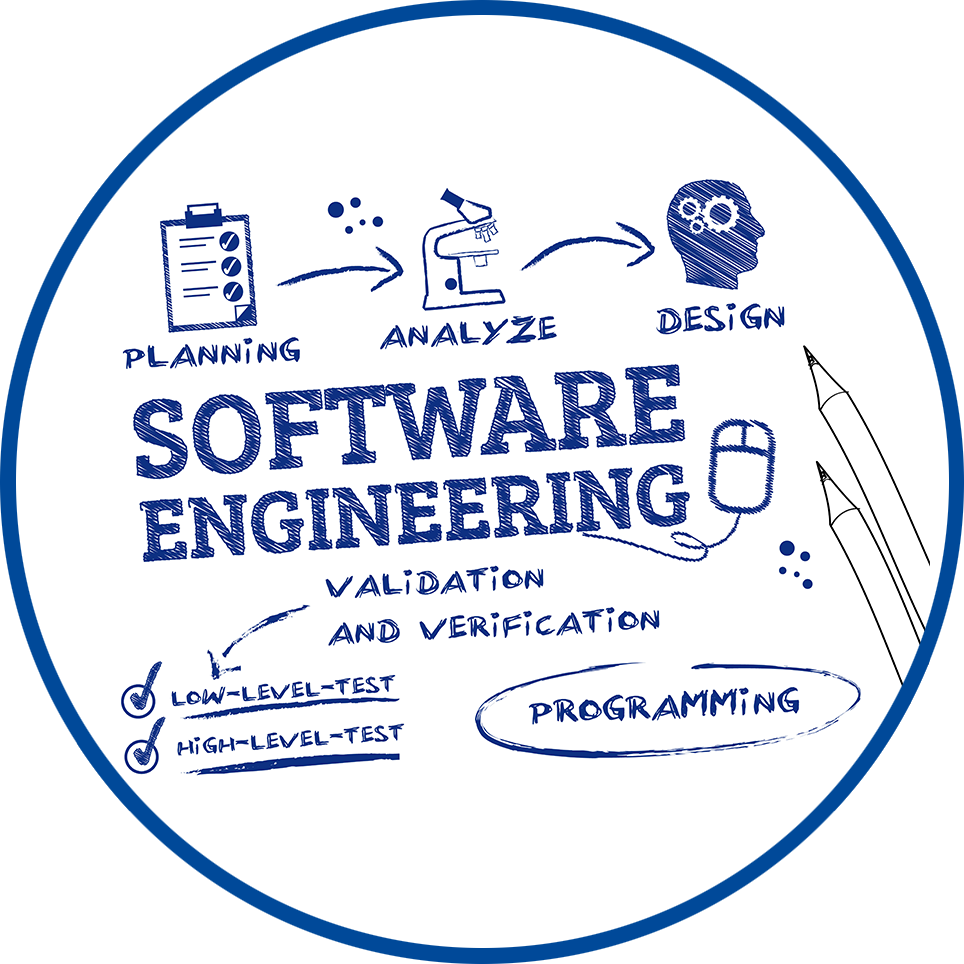 PLANNiNG
ANALYZE
DESiGN
SOFTWARE
ENGINEERING
VALiDATiON
AND VERiFiCATiON
LOW-LEVEL-TEST
HiGH-LEVEL-TEST
PROGRAMMiNG